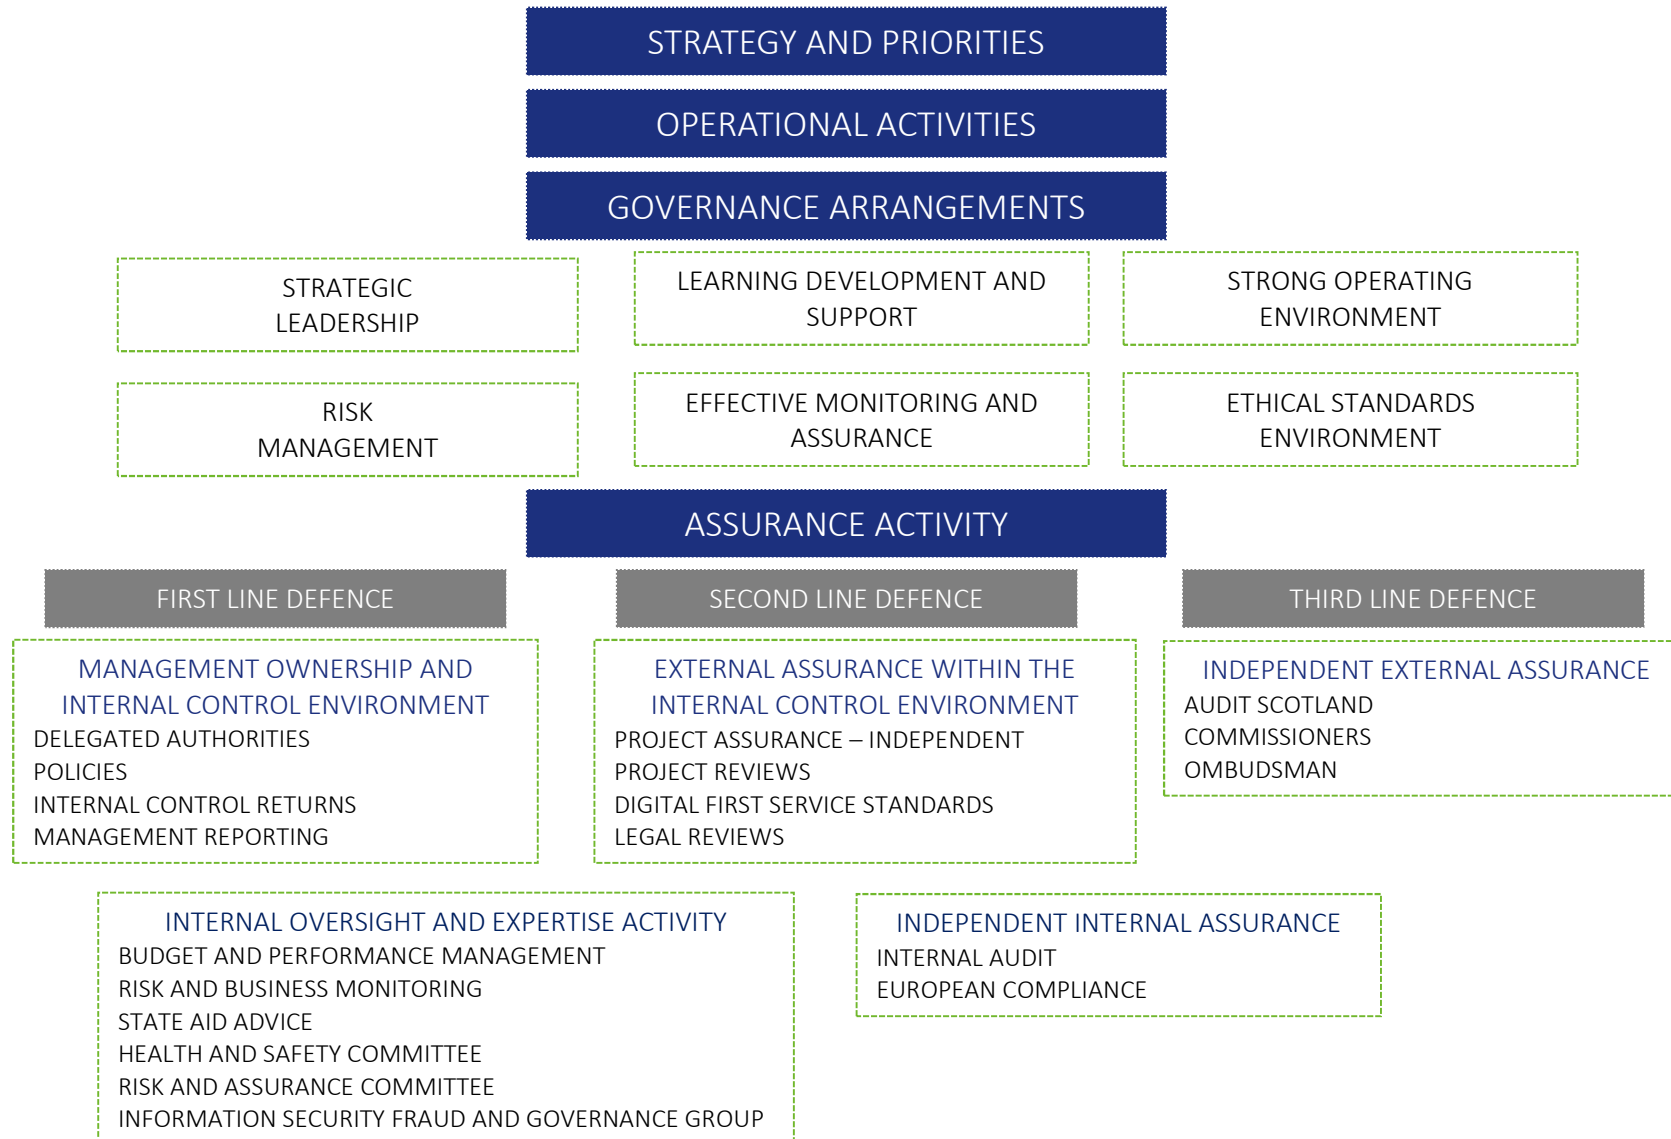 STRATEGY AND PRIORITIES
OPERATIONAL ACTIVITIES
GOVERNANCE ARRANGEMENTS
STRATEGIC
LEADERSHIP
LEARNING DEVELOPMENT AND
SUPPORT
STRONG OPERATING
ENVIRONMENT
RISK
MANAGEMENT
EFFECTIVE MONITORING AND
ASSURANCE
ETHICAL STANDARDS
ENVIRONMENT
ASSURANCE ACTIVITY
FIRST LINE DEFENCE
SECOND LINE DEFENCE
THIRD LINE DEFENCE
MANAGEMENT OWNERSHIP AND
INTERNAL CONTROL ENVIRONMENT
DELEGATED AUTHORITIES
POLICIES
INTERNAL CONTROL RETURNS
MANAGEMENT REPORTING
EXTERNAL ASSURANCE WITHIN THE
INTERNAL CONTROL ENVIRONMENT
PROJECT ASSURANCE – INDEPENDENT
PROJECT REVIEWS
DIGITAL FIRST SERVICE STANDARDS
LEGAL REVIEWS
INDEPENDENT EXTERNAL ASSURANCE
AUDIT SCOTLAND
COMMISSIONERS
OMBUDSMAN
INTERNAL OVERSIGHT AND EXPERTISE ACTIVITY
BUDGET AND PERFORMANCE MANAGEMENT
RISK AND BUSINESS MONITORING
STATE AID ADVICE
HEALTH AND SAFETY COMMITTEE
RISK AND ASSURANCE COMMITTEE
INFORMATION SECURITY FRAUD AND GOVERNANCE GROUP
INDEPENDENT INTERNAL ASSURANCE
INTERNAL AUDIT
EUROPEAN COMPLIANCE